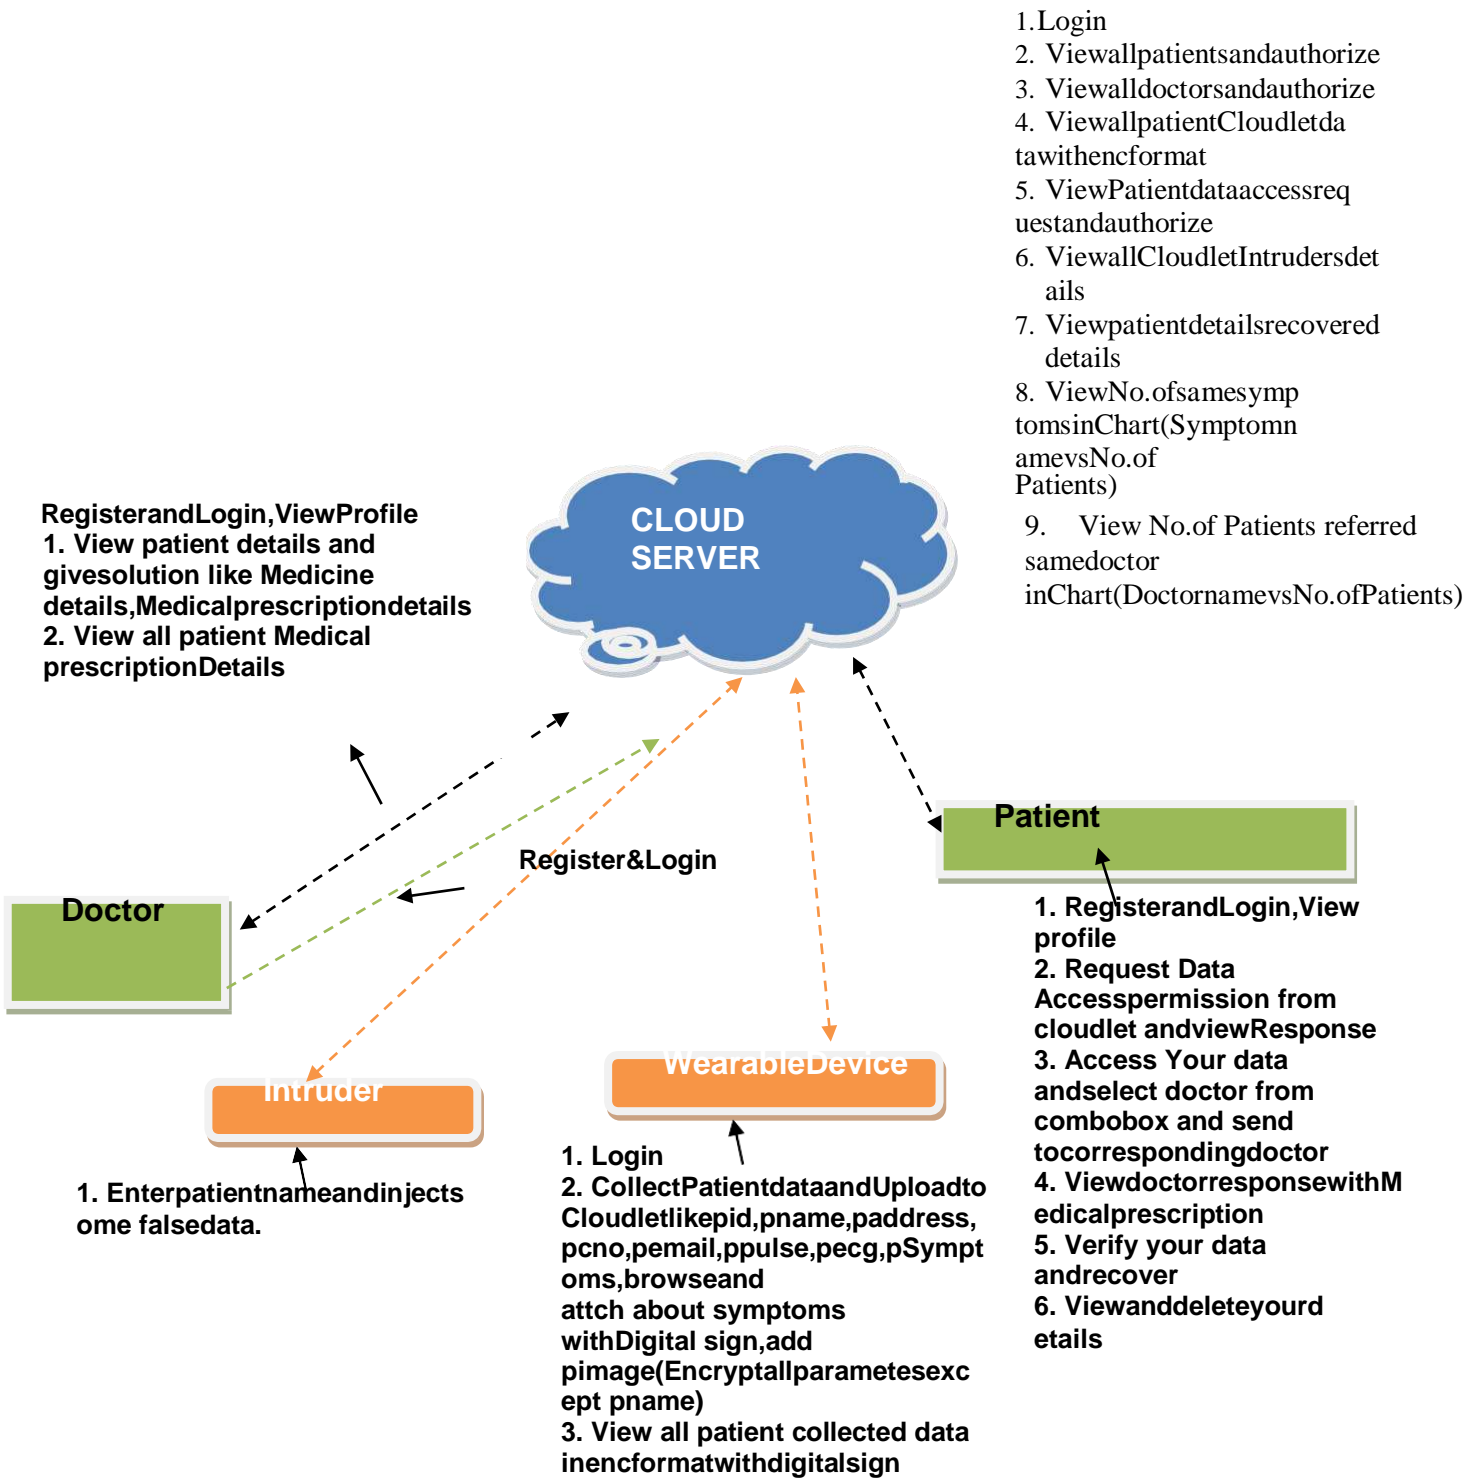 1.Login
2. Viewallpatientsandauthorize
3. Viewalldoctorsandauthorize
4. ViewallpatientCloudletda
tawithencformat
5. ViewPatientdataaccessreq
uestandauthorize
6. ViewallCloudletIntrudersdet
ails
7. Viewpatientdetailsrecovered
details
8. ViewNo.ofsamesymp
tomsinChart(Symptomn
amevsNo.of
Patients)
9. View No.of Patients referred
samedoctor
inChart(DoctornamevsNo.ofPatients)
CLOUD
SERVER
RegisterandLogin,ViewProfile
1. View patient details and
givesolution like Medicine
details,Medicalprescriptiondetails
2. View all patient Medical
prescriptionDetails
Register&Login
Doctor
Patient
Intruder
WearableDevice
1. Enterpatientnameandinjects
ome falsedata.
1. Login
2. CollectPatientdataandUploadto
Cloudletlikepid,pname,paddress,
pcno,pemail,ppulse,pecg,pSympt
oms,browseand
attch about symptoms
withDigital sign,add
pimage(Encryptallparametesexc
ept pname)
3. View all patient collected data
inencformatwithdigitalsign
1. RegisterandLogin,View
profile
2. Request Data
Accesspermission from
cloudlet andviewResponse
3. Access Your data
andselect doctor from
combobox and send
tocorrespondingdoctor
4. ViewdoctorresponsewithM
edicalprescription
5. Verify your data
andrecover
6. Viewanddeleteyourd
etails